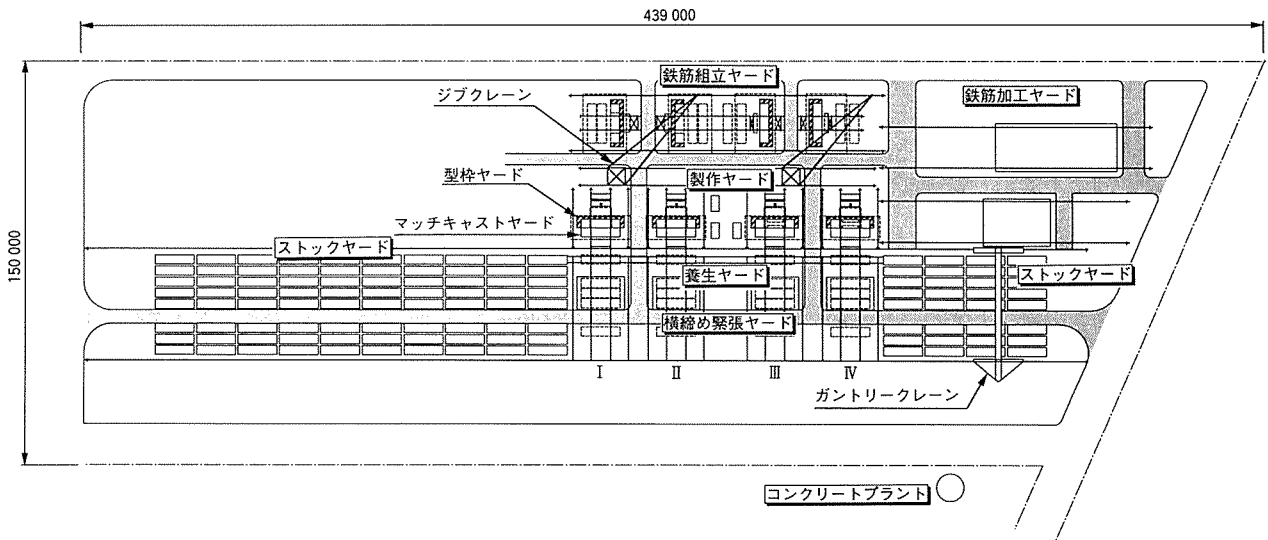 439 000
150 000
鉄筋組立ヤード
ジブクレーン
鉄筋加工ヤード
型枠ヤード
製作ヤード
マッチキャストヤード
ストックヤード
養生ヤード
ストックヤード
横締め緊張ヤード
Ⅰ Ⅱ Ⅲ Ⅳ
ガントリークレーン
コンクリートプラント